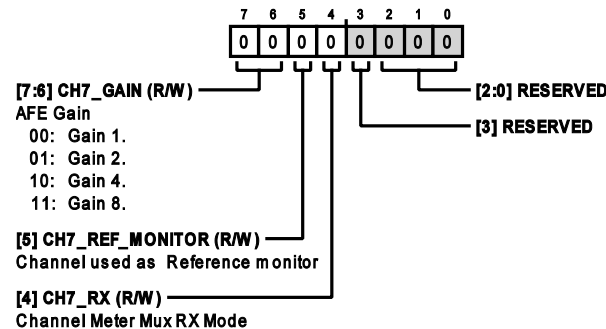 7 6 5 4 3 2 1 0
0 0 0 0 0 0 0 0
[7:6] CH7_GAIN (R/W)
AFE Gain
00: Gain 1.
01: Gain 2.
10: Gain 4.
11: Gain 8.
[5] CH7_REF_MONITOR (R/W)
Channel used as Reference monitor
[4] CH7_RX (R/W)
Channel Meter Mux RX Mode
[2:0] RESERVED
[3] RESERVED